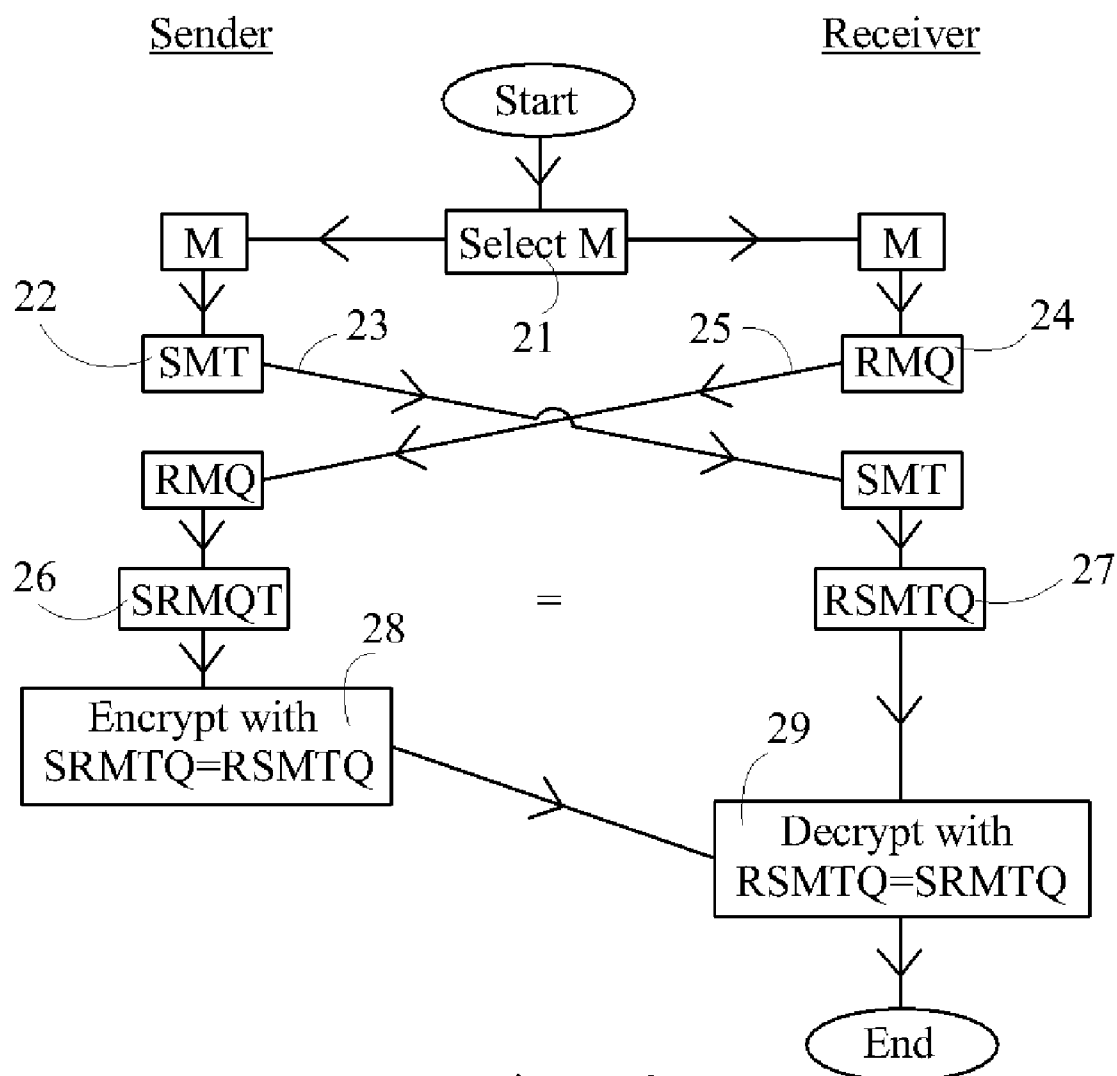 Sender
Receiver
Start
M
Select M
M
22
23
21
25
24
SMT
RMQ
RMQ
SMT
26
SRMQT
=
RSMTQ
27
28
Encrypt with
SRMTQ=RSMTQ
29
Decrypt with
RSMTQ=SRMTQ
End